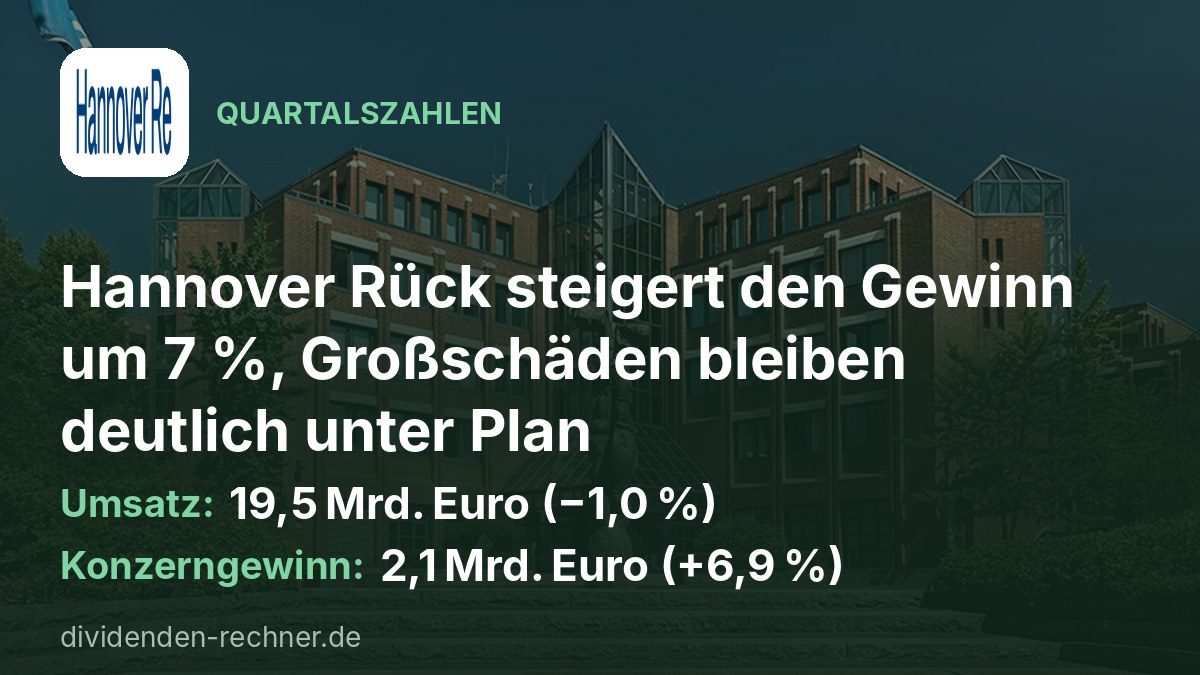 Hannover Re
QUARTALSZAHLEN
Hannover Rück steigert den Gewinn
um 7 %, Großschäden bleiben
deutlich unter Plan
Umsatz: 19,5 Mrd. Euro (−1,0 %)
Konzerngewinn: 2,1 Mrd. Euro (+6,9 %)
dividenden-rechner.de